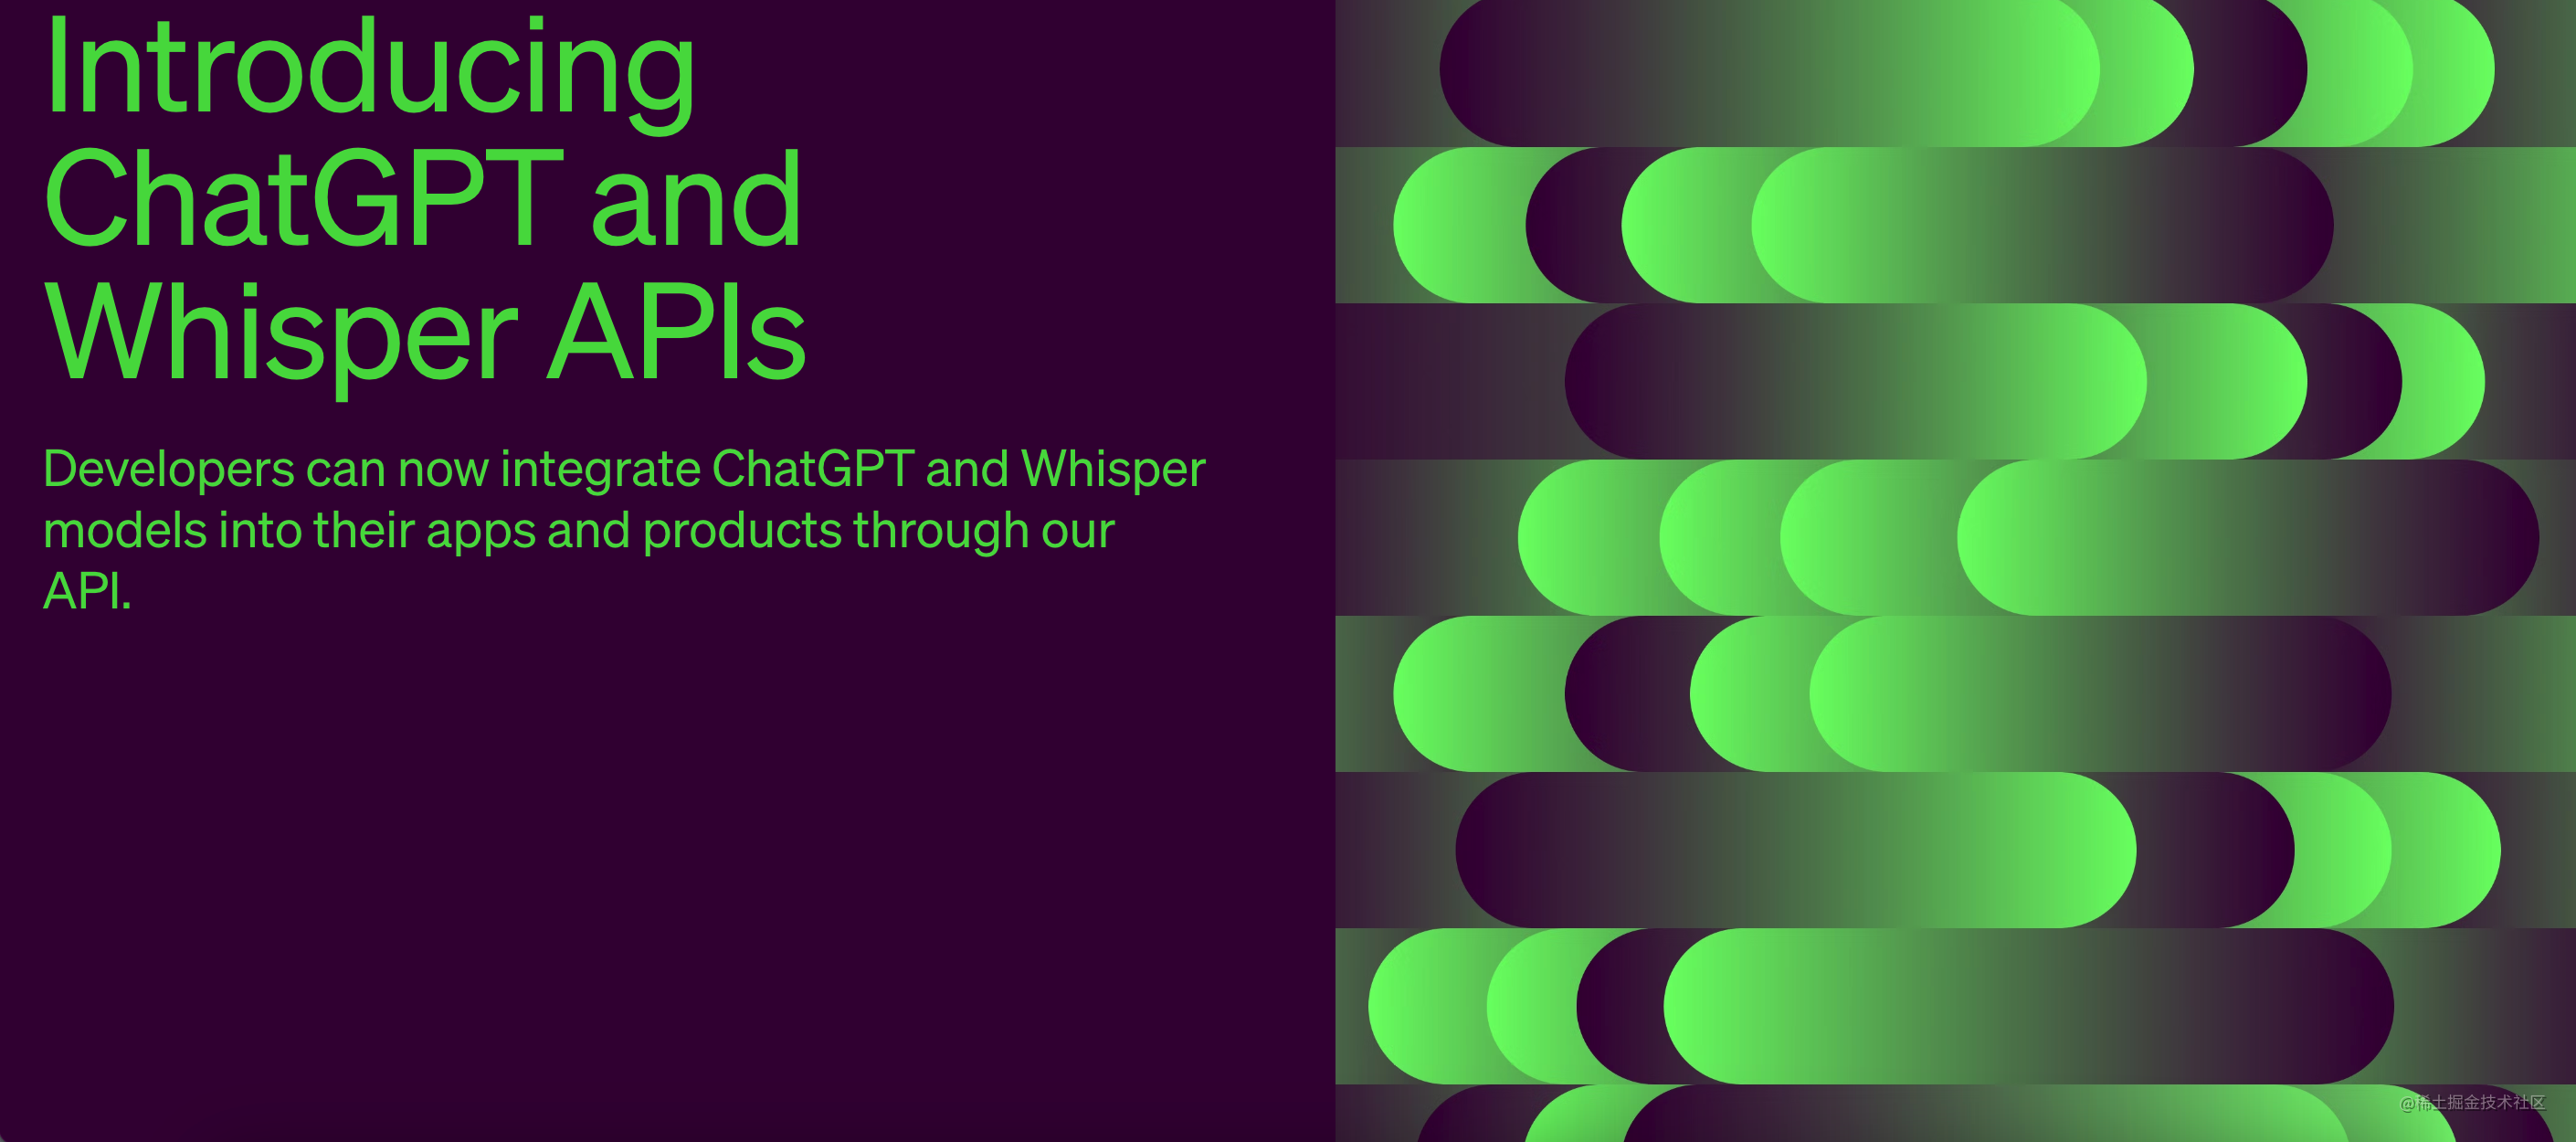 Introducing
ChatGPT and
Whisper APIs
Developers can now integrate ChatGPT and Whisper
models into their apps and products through our
API.
@稀土掘金技术社区